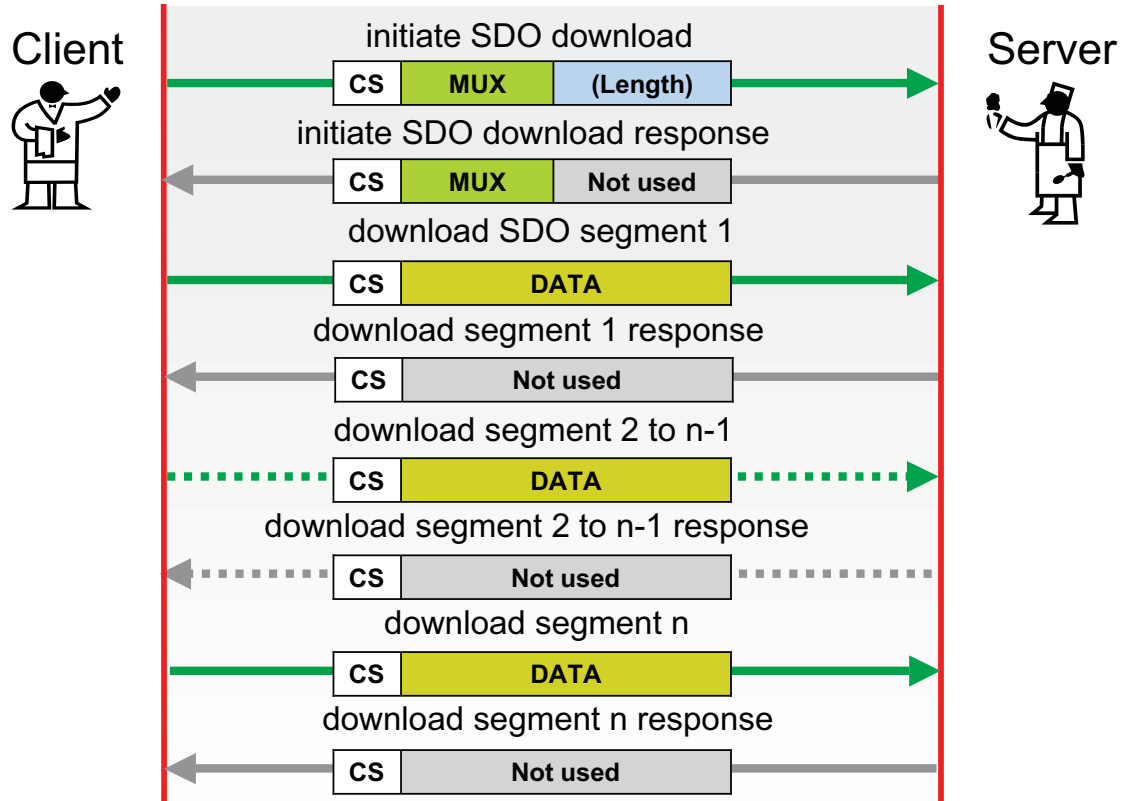 Client
Server
initiate SDO download
CS MUX (Length)
initiate SDO download response
CS MUX Not used
download SDO segment 1
CS DATA
download segment 1 response
CS Not used
download segment 2 to n-1
CS DATA
download segment 2 to n-1 response
CS Not used
download segment n
CS DATA
download segment n response
CS Not used